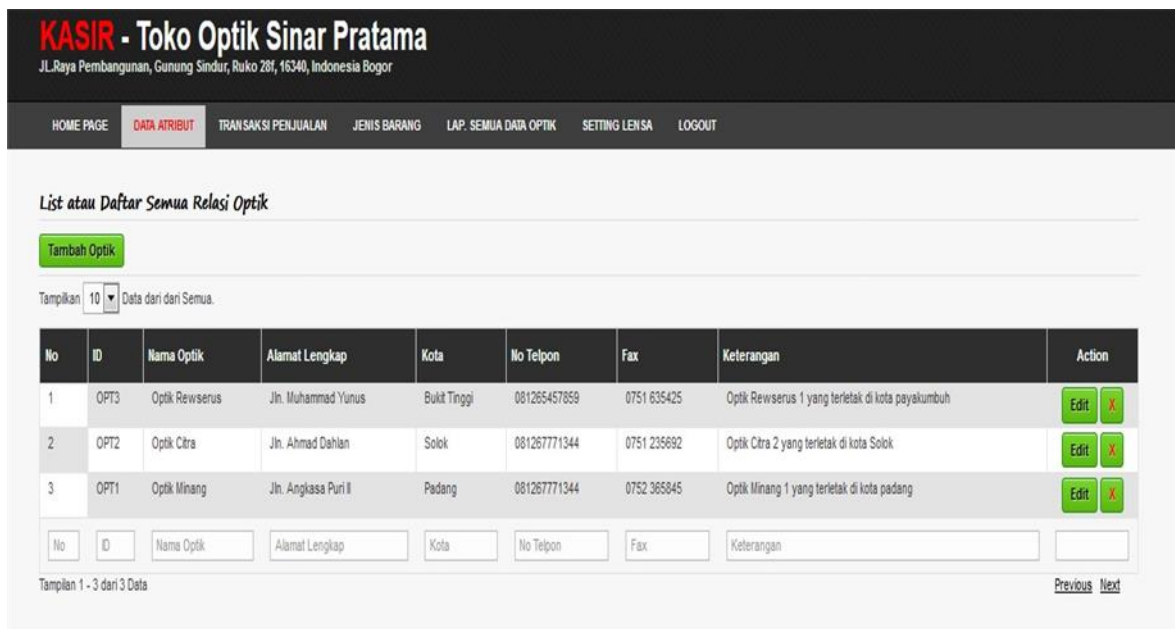 KASIR - Toko Optik Sinar Pratama
JL.Raya Pembangunan, Gunung Sindur, Ruko 28f, 16340, Indonesia Bogor
HOME PAGE DATA ATRIBUT TRANSAKSI PENJUALAN JENIS BARANG LAP. SEMUA DATA OPTIK SETTING LENSA LOGOUT
List atau Daftar Semua Relasi Optik
Tambah Optik
Tampilkan 10 Data dari dari Semua.
No ID Nama Optik Alamat Lengkap Kota No Telpon Fax Keterangan Action
1 OPT3 Optik Rewserus Jln. Muhammad Yunus Bukit Tinggi 081265457859 0751 635425 Optik Rewserus 1 yang terletak di kota payakumbuh Edit X
2 OPT2 Optik Citra Jln. Ahmad Dahlan Solok 081267771344 0751 235692 Optik Citra 2 yang terletak di kota Solok Edit X
3 OPT1 Optik Minang Jln. Angkasa Puri II Padang 081267771344 0752 365845 Optik Minang 1 yang terletak di kota padang Edit X
No ID Nama Optik Alamat Lengkap Kota No Telpon Fax Keterangan
Tampilan 1 - 3 dari 3 Data
Previous Next